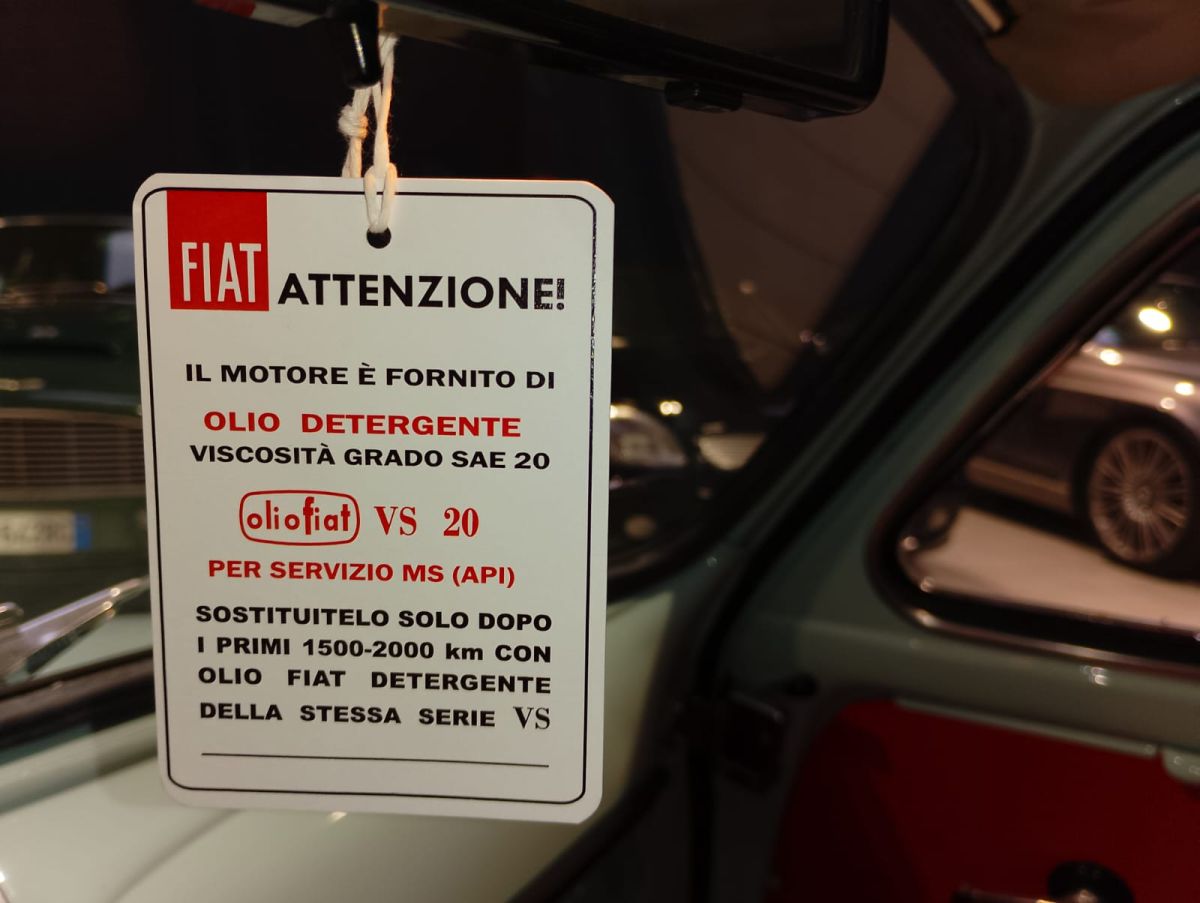 FIAT ATTENZIONE!
IL MOTORE È FORNITO DI
OLIO DETERGENTE
VISCOSITÀ GRADO SAE 20
oliofiat VS 20
PER SERVIZIO MS (API)
SOSTITUITELO SOLO DOPO
I PRIMI 1500-2000 km CON
OLIO FIAT DETERGENTE
DELLA STESSA SERIE VS